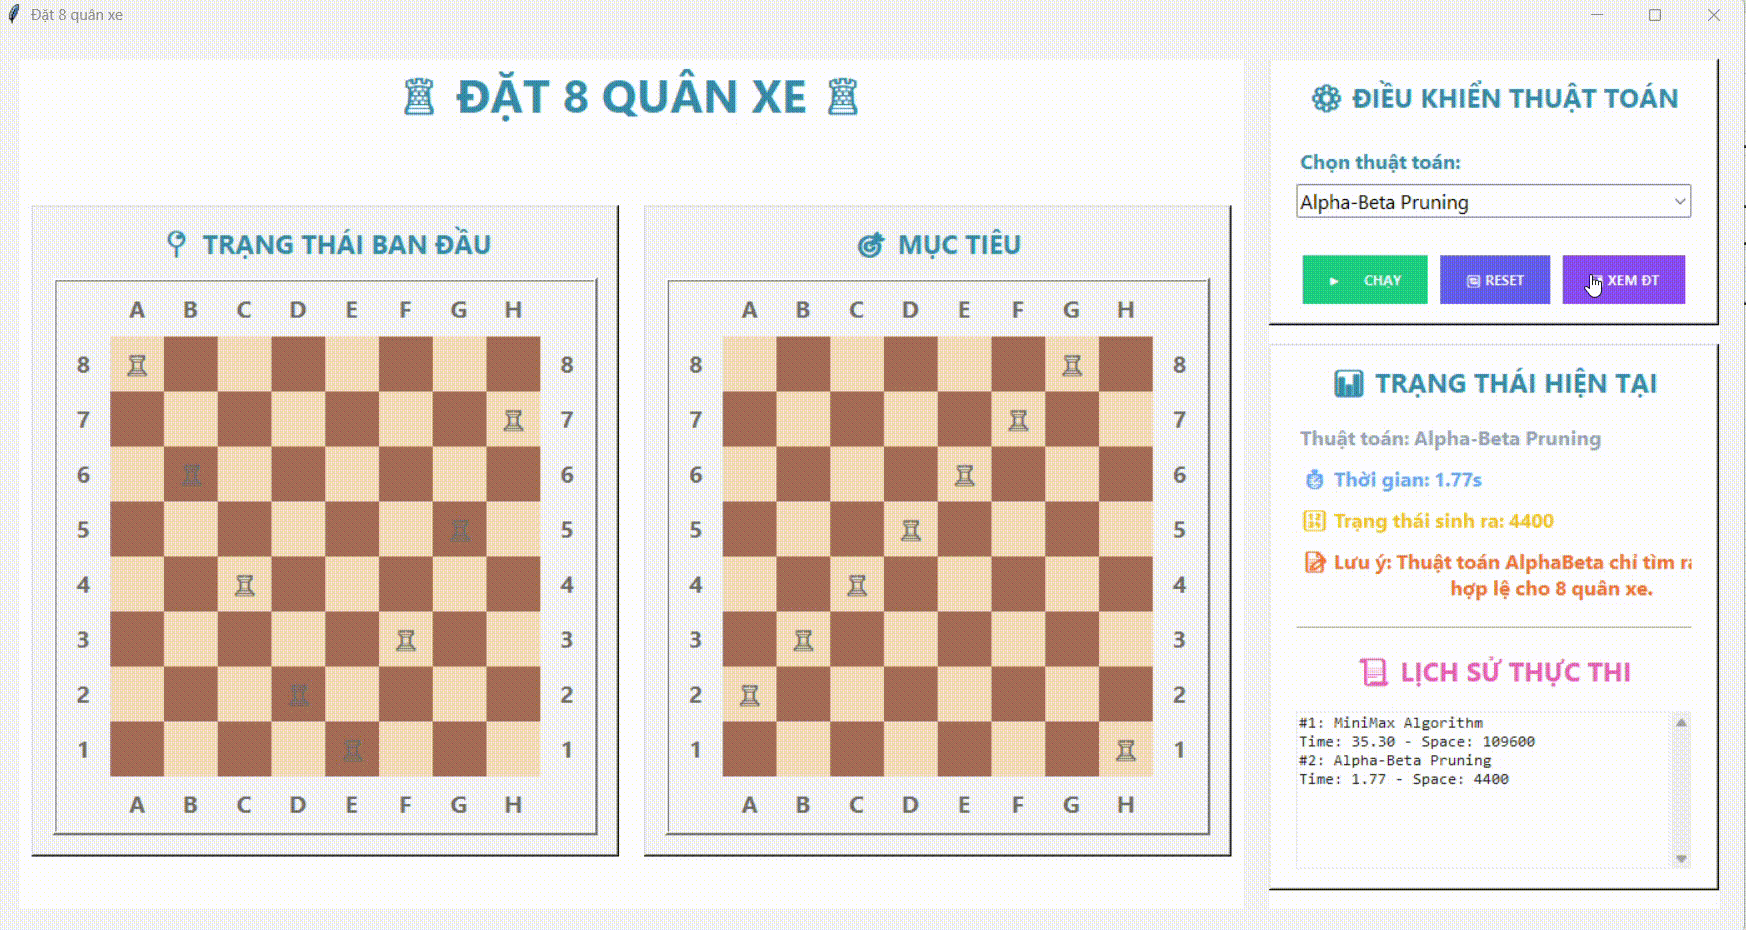 Đặt 8 quân xe
ĐẶT 8 QUÂN XE
TRẠNG THÁI BAN ĐẦU
A B C D E F G H
8 8
7 7
6 6
5 5
4 4
3 3
2 2
1 1
A B C D E F G H
MỤC TIÊU
A B C D E F G H
8 8
7 7
6 6
5 5
4 4
3 3
2 2
1 1
A B C D E F G H
ĐIỀU KHIỂN THUẬT TOÁN
Chọn thuật toán:
Alpha-Beta Pruning
CHẠY RESET XEM ĐT
TRẠNG THÁI HIỆN TẠI
Thuật toán: Alpha-Beta Pruning
Thời gian: 1.77s
Trạng thái sinh ra: 4400
Lưu ý: Thuật toán AlphaBeta chỉ tìm ra
hợp lệ cho 8 quân xe.
LỊCH SỬ THỰC THI
#1: MiniMax Algorithm
Time: 35.30 - Space: 109600
#2: Alpha-Beta Pruning
Time: 1.77 - Space: 4400